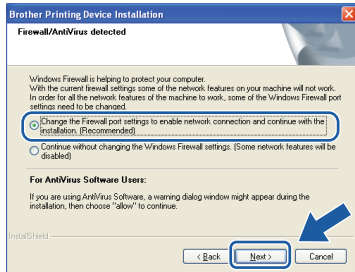 Brother Printing Device Installation
Firewall/AntiVirus detected
Windows Firewall is helping to protect your computer.
With the current firewall settings some of the network features on your machine will not work.
In order for all the network features of the machine to work, some of the Windows Firewall port
settings need to be changed.
Change the Firewall port settings to enable network connection and continue with the
installation. (Recommended)
Continue without changing the Windows Firewall settings. (Some network features will be
disabled)
For AntiVirus Software Users:
If you are using AntiVirus Software, a warning dialog window might appear during the
installation, then choose "allow" to continue.
InstallShield
< Back Next > Cancel